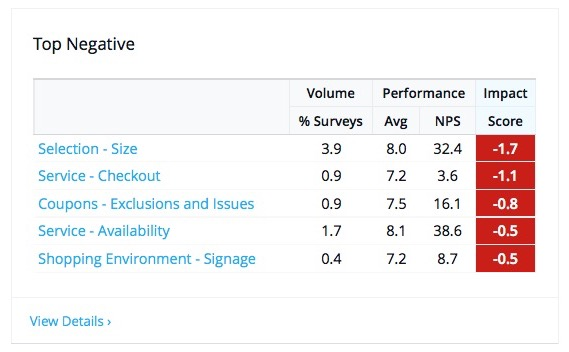 Top Negative
Volume Performance Impact
% Surveys Avg NPS Score
Selection - Size 3.9 8.0 32.4 -1.7
Service - Checkout 0.9 7.2 3.6 -1.1
Coupons - Exclusions and Issues 0.9 7.5 16.1 -0.8
Service - Availability 1.7 8.1 38.6 -0.5
Shopping Environment - Signage 0.4 7.2 8.7 -0.5
View Details ›